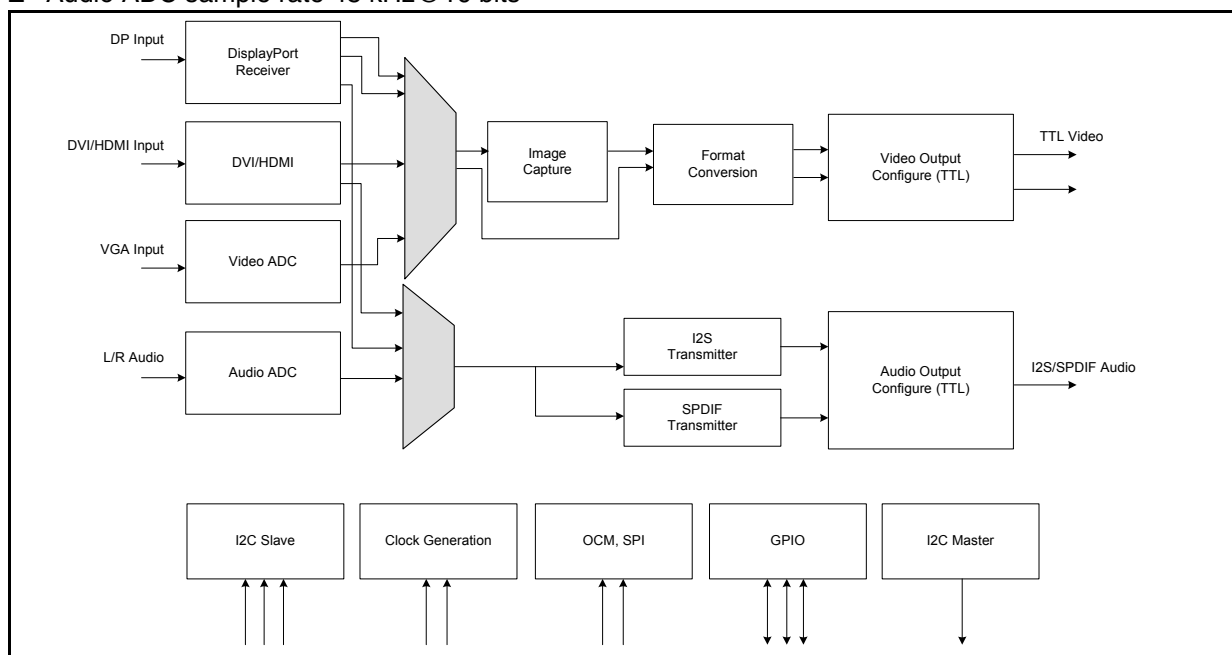 DP Input
DisplayPort
Receiver
DVI/HDMI Input
DVI/HDMI
VGA Input
Video ADC
L/R Audio
Audio ADC
Image
Capture
Format
Conversion
Video Output
Configure (TTL)
TTL Video
I2S
Transmitter
SPDIF
Transmitter
Audio Output
Configure (TTL)
I2S/SPDIF Audio
I2C Slave
Clock Generation
OCM, SPI
GPIO
I2C Master